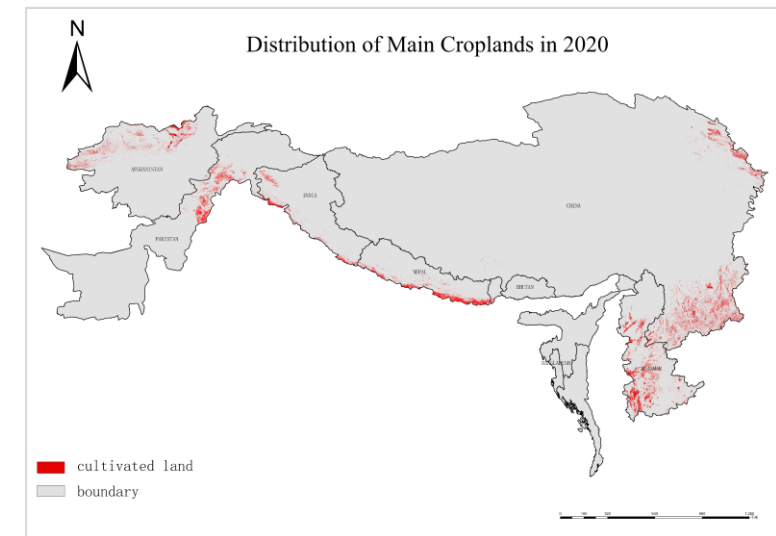 N
Distribution of Main Croplands in 2020
AFGHANISTAN
INDIA
CHINA
PAKISTAN
NEPAL
BHUTAN
BANGLADESH
MYANMAR
cultivated land
boundary